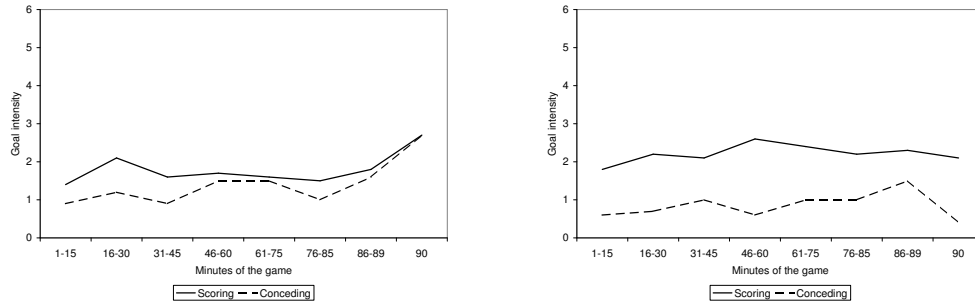 6
5
4
3
2
1
0
Goal intensity
1-15 16-30 31-45 46-60 61-75 76-85 86-89 90
Minutes of the game
Scoring Conceding
6
5
4
3
2
1
0
Goal intensity
1-15 16-30 31-45 46-60 61-75 76-85 86-89 90
Minutes of the game
Scoring Conceding